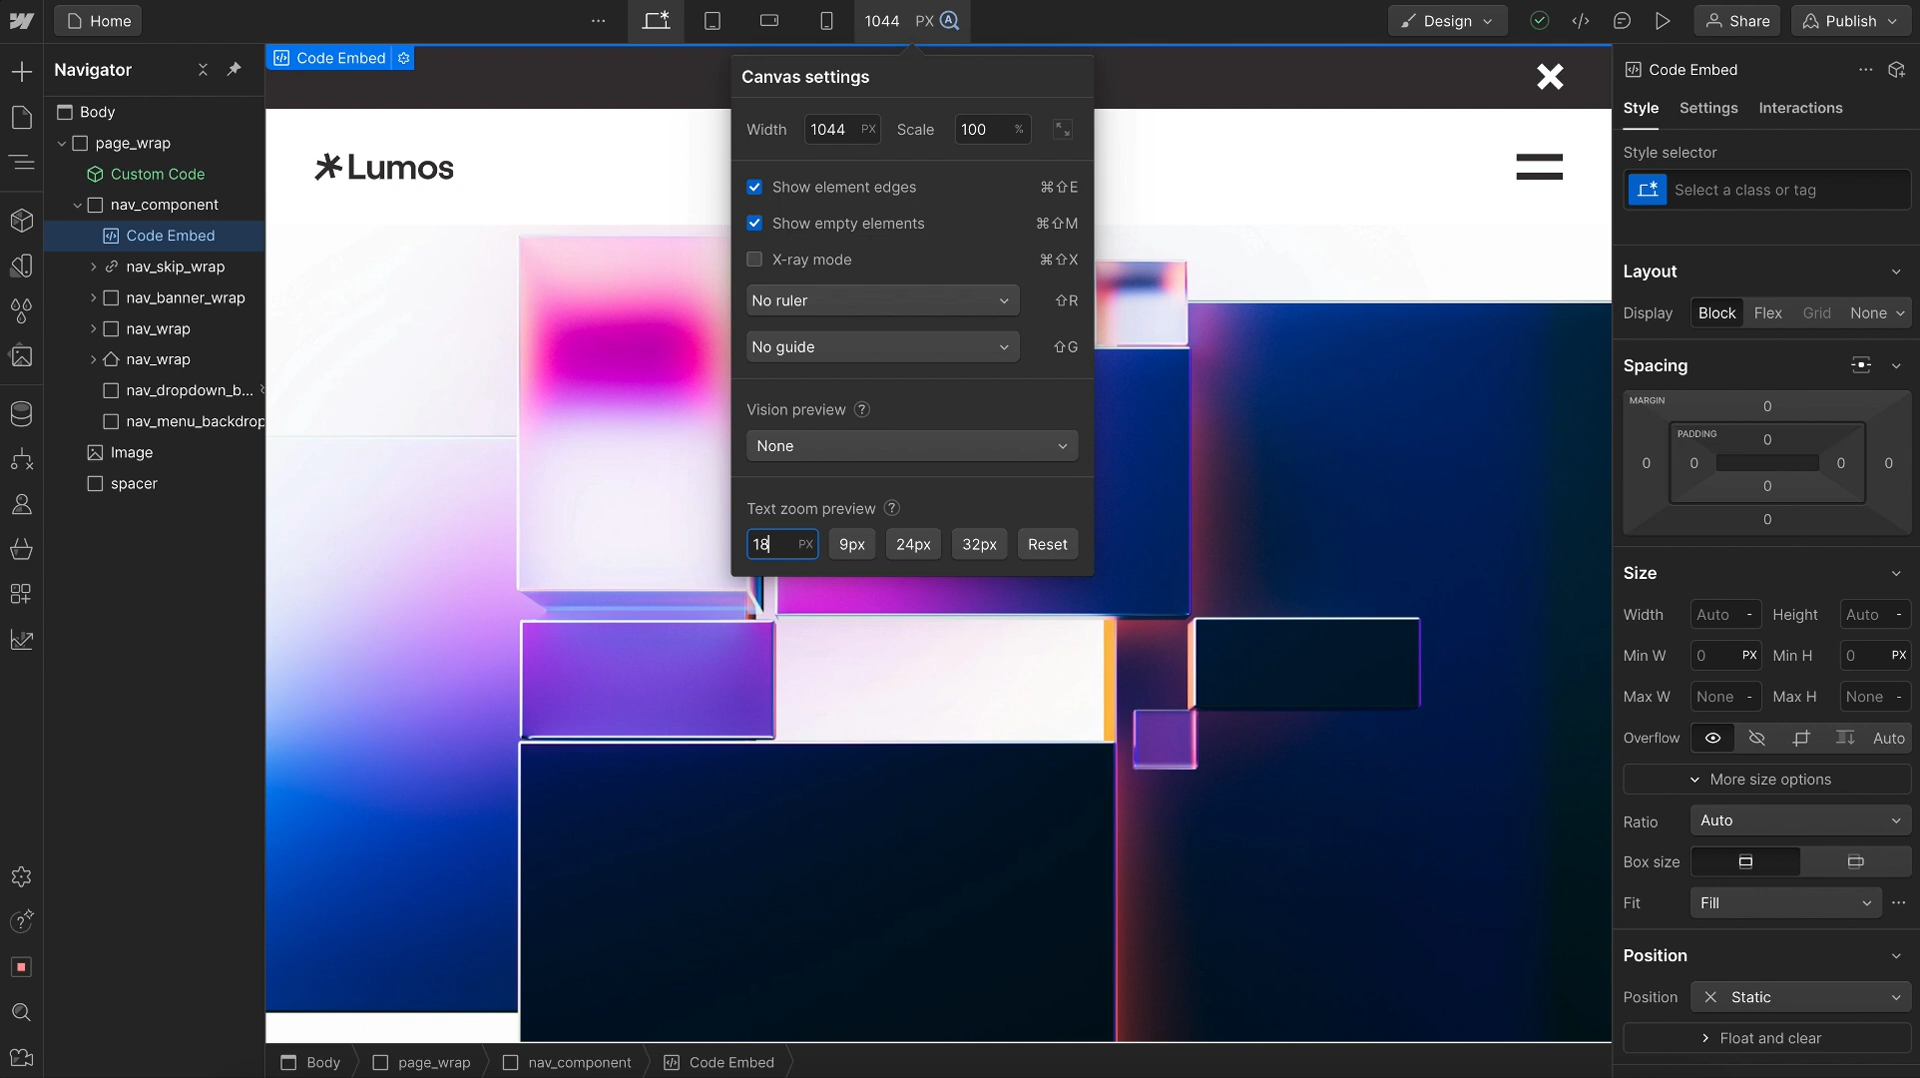 Home
1044 PX
Design
Share
Publish
Navigator
Body
page_wrap
Custom Code
nav_component
Code Embed
nav_skip_wrap
nav_banner_wrap
nav_wrap
nav_wrap
nav_dropdown_b...
nav_menu_backdrop
Image
spacer
Code Embed
Lumos
Canvas settings
Width 1044 PX Scale 100 %
Show element edges ⌘⇧E
Show empty elements ⌘⇧M
X-ray mode ⌘⇧X
No ruler ⇧R
No guide ⇧G
Vision preview
None
Text zoom preview
18 PX 9px 24px 32px Reset
Code Embed
Style Settings Interactions
Style selector
Select a class or tag
Layout
Display Block Flex Grid None
Spacing
MARGIN
0
PADDING
0
0 0 0 0
0
0
Size
Width Auto - Height Auto -
Min W 0 PX Min H 0 PX
Max W None - Max H None -
Overflow Auto
More size options
Ratio Auto
Box size
Fit Fill
Position
Position Static
Float and clear
Body page_wrap nav_component Code Embed